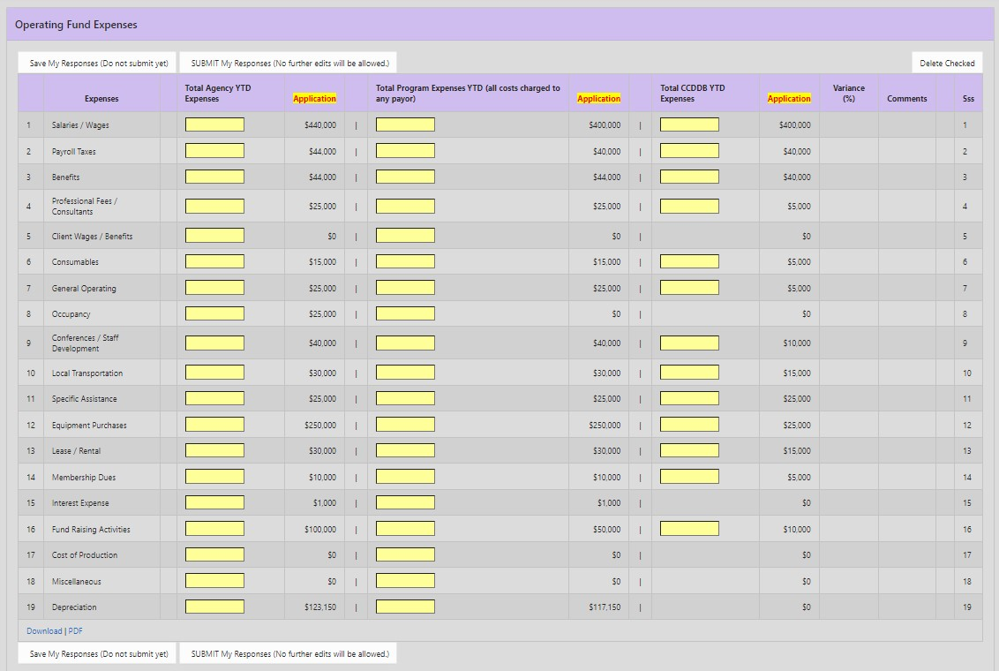 Operating Fund Expenses
Save My Responses (Do not submit yet) SUBMIT My Responses (No further edits will be allowed.) Delete Checked
Expenses Total Agency YTD Expenses Application Total Program Expenses YTD (all costs charged to any payor) Application Total CCDDB YTD Expenses Application Variance (%) Comments Sss
1 Salaries / Wages $440,000 | $400,000 | $400,000 1
2 Payroll Taxes $44,000 | $40,000 | $40,000 2
3 Benefits $44,000 | $44,000 | $40,000 3
4 Professional Fees / Consultants $25,000 | $25,000 | $5,000 4
5 Client Wages / Benefits $0 | $0 | $0 5
6 Consumables $15,000 | $15,000 | $5,000 6
7 General Operating $25,000 | $25,000 | $5,000 7
8 Occupancy $25,000 | $0 | $0 8
9 Conferences / Staff Development $40,000 | $40,000 | $10,000 9
10 Local Transportation $30,000 | $30,000 | $15,000 10
11 Specific Assistance $25,000 | $25,000 | $25,000 11
12 Equipment Purchases $250,000 | $250,000 | $25,000 12
13 Lease / Rental $30,000 | $30,000 | $15,000 13
14 Membership Dues $10,000 | $10,000 | $5,000 14
15 Interest Expense $1,000 | $1,000 | $0 15
16 Fund Raising Activities $100,000 | $50,000 | $10,000 16
17 Cost of Production $0 | $0 | $0 17
18 Miscellaneous $0 | $0 | $0 18
19 Depreciation $123,150 | $117,150 | $0 19
Download | PDF
Save My Responses (Do not submit yet) SUBMIT My Responses (No further edits will be allowed.)